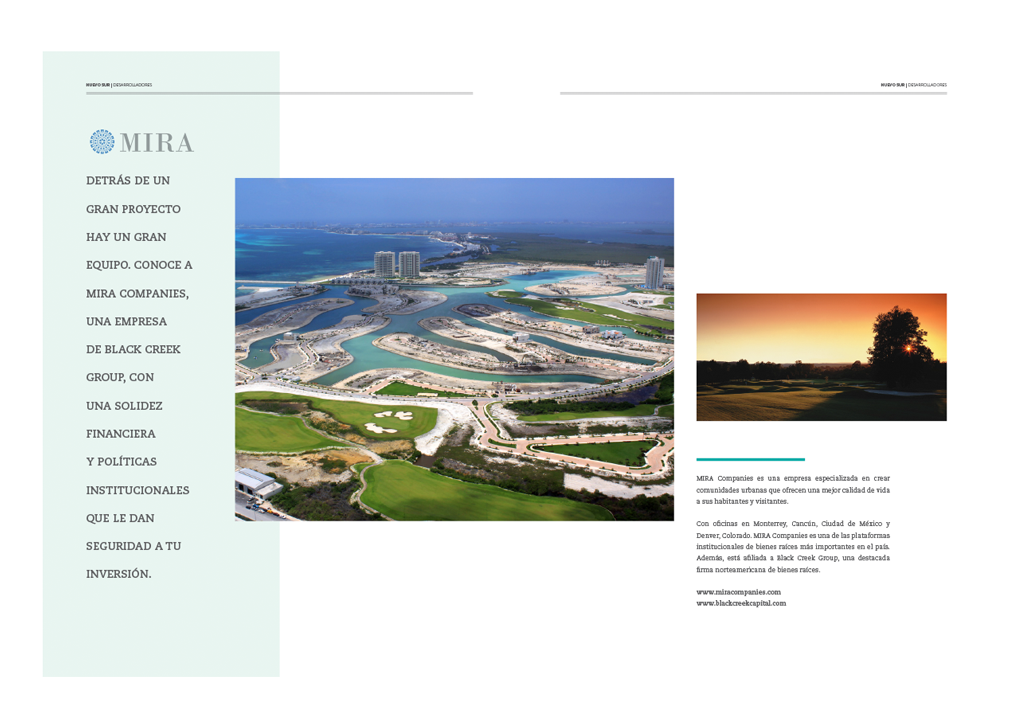 NUEVO SUR | DESARROLLADORES
NUEVO SUR | DESARROLLADORES
MIRA
DETRÁS DE UN
GRAN PROYECTO
HAY UN GRAN
EQUIPO. CONOCE A
MIRA COMPANIES,
UNA EMPRESA
DE BLACK CREEK
GROUP, CON
UNA SOLIDEZ
FINANCIERA
Y POLÍTICAS
INSTITUCIONALES
QUE LE DAN
SEGURIDAD A TU
INVERSIÓN.
MIRA Companies es una empresa especializada en crear
comunidades urbanas que ofrecen una mejor calidad de vida
a sus habitantes y visitantes.
Con oficinas en Monterrey, Cancún, Ciudad de México y
Denver, Colorado. MIRA Companies es una de las plataformas
institucionales de bienes raíces más importantes en el país.
Además, está afiliada a Black Creek Group, una destacada
firma norteamericana de bienes raíces.
www.miracompanies.com
www.blackcreekcapital.com